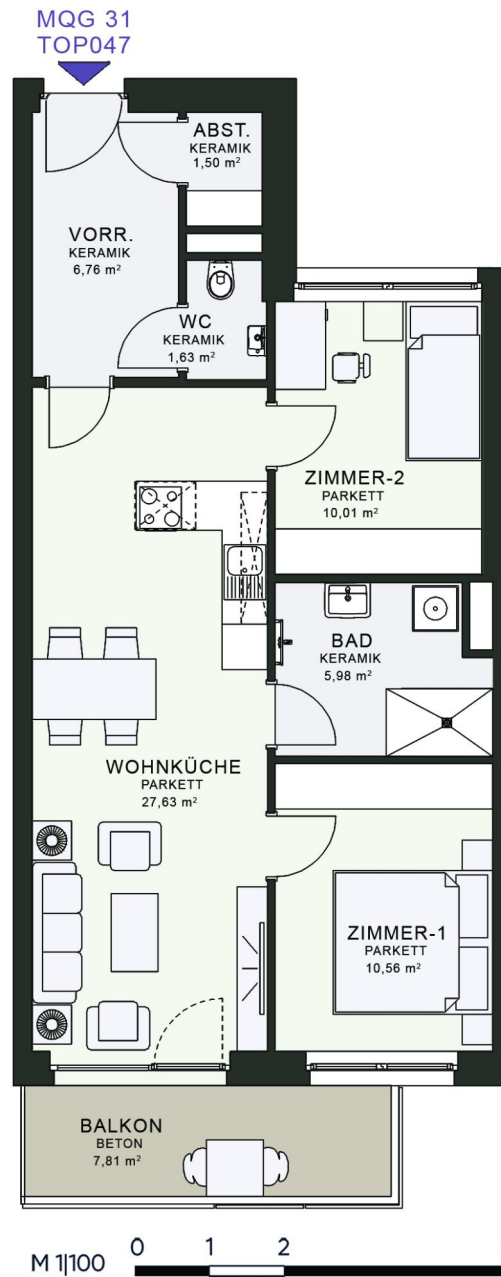 MQG 31
TOP047
ABST.
KERAMIK
1,50 m²
VORR.
KERAMIK
6,76 m²
WC
KERAMIK
1,63 m²
ZIMMER-2
PARKETT
10,01 m²
BAD
KERAMIK
5,98 m²
WOHNKÜCHE
PARKETT
27,63 m²
ZIMMER-1
PARKETT
10,56 m²
BALKON
BETON
7,81 m²
M 1|100 0 1 2